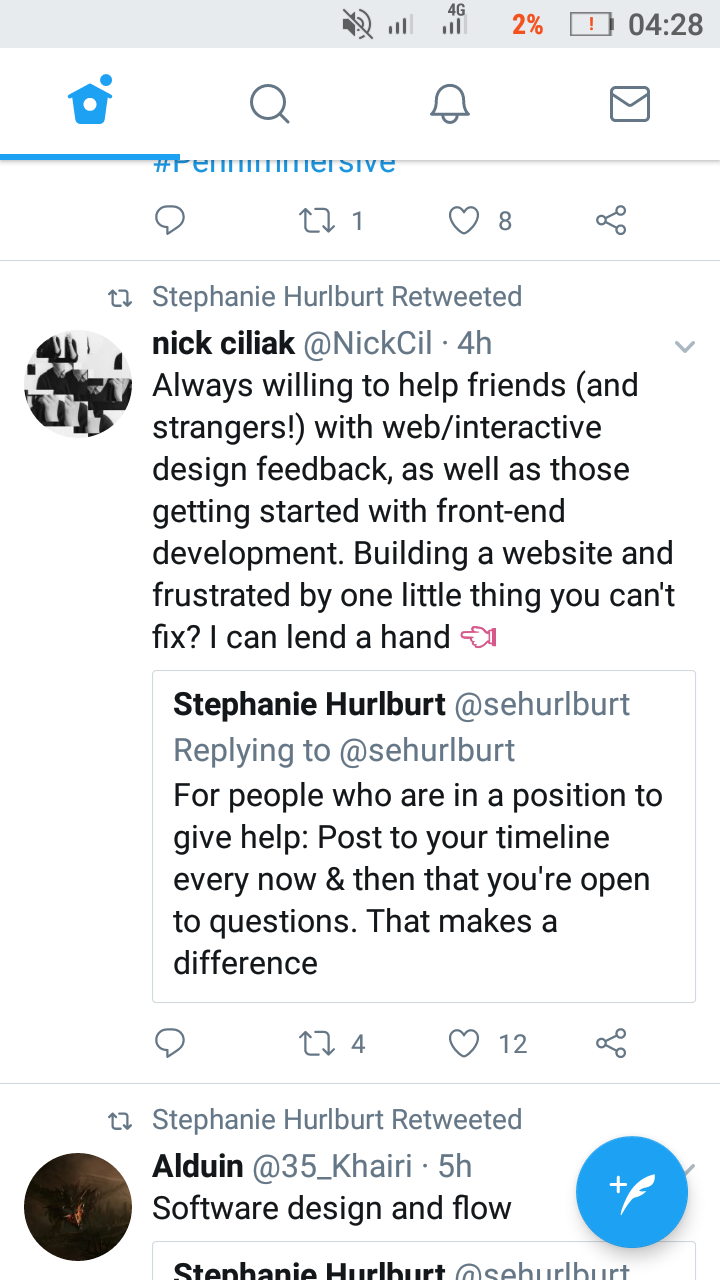 4G
2%
04:28
#PennImmersive
1
8
Stephanie Hurlburt Retweeted
nick ciliak @NickCil · 4h
Always willing to help friends (and
strangers!) with web/interactive
design feedback, as well as those
getting started with front-end
development. Building a website and
frustrated by one little thing you can't
fix? I can lend a hand
Stephanie Hurlburt @sehurlburt
Replying to @sehurlburt
For people who are in a position to
give help: Post to your timeline
every now & then that you're open
to questions. That makes a
difference
4
12
Stephanie Hurlburt Retweeted
Alduin @35_Khairi · 5h
Software design and flow
Stephanie Hurlburt @sehurlburt